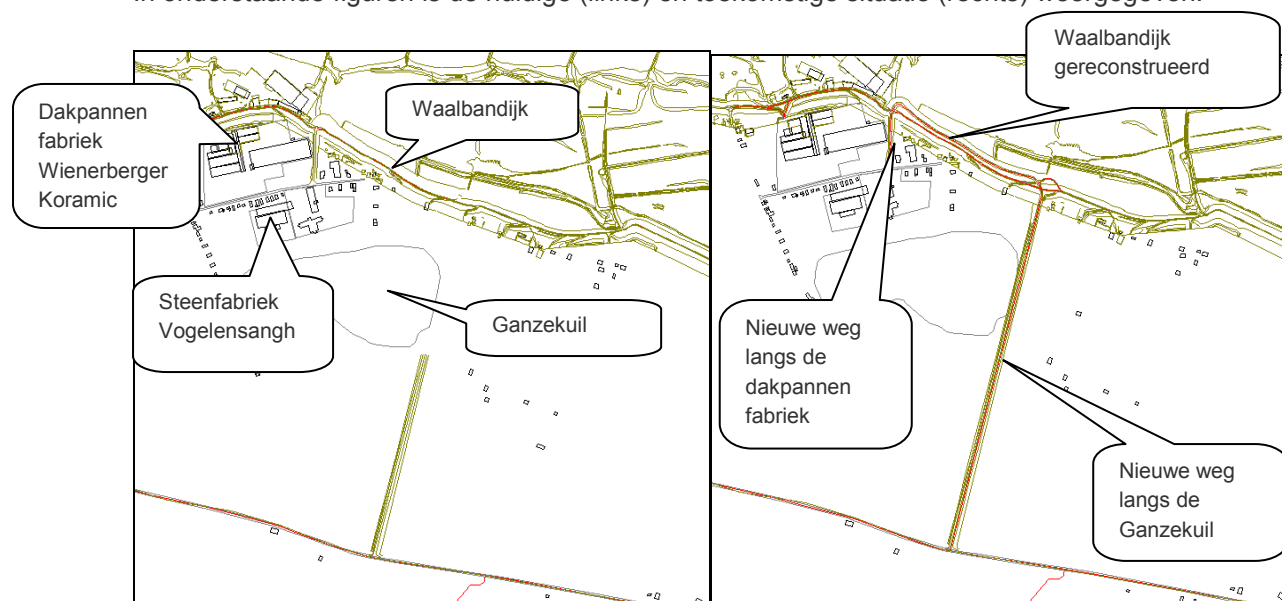 In onderstaande figuren is de huidige (links) en toekomstige situatie (rechts) weergegeven.
Dakpannen
fabriek
Wienerberger
Koramic
Waalbandijk
Steenfabriek
Vogelensangh
Ganzekuil
Waalbandijk
gereconstrueerd
Nieuwe weg
langs de
dakpannen
fabriek
Nieuwe weg
langs de
Ganzekuil